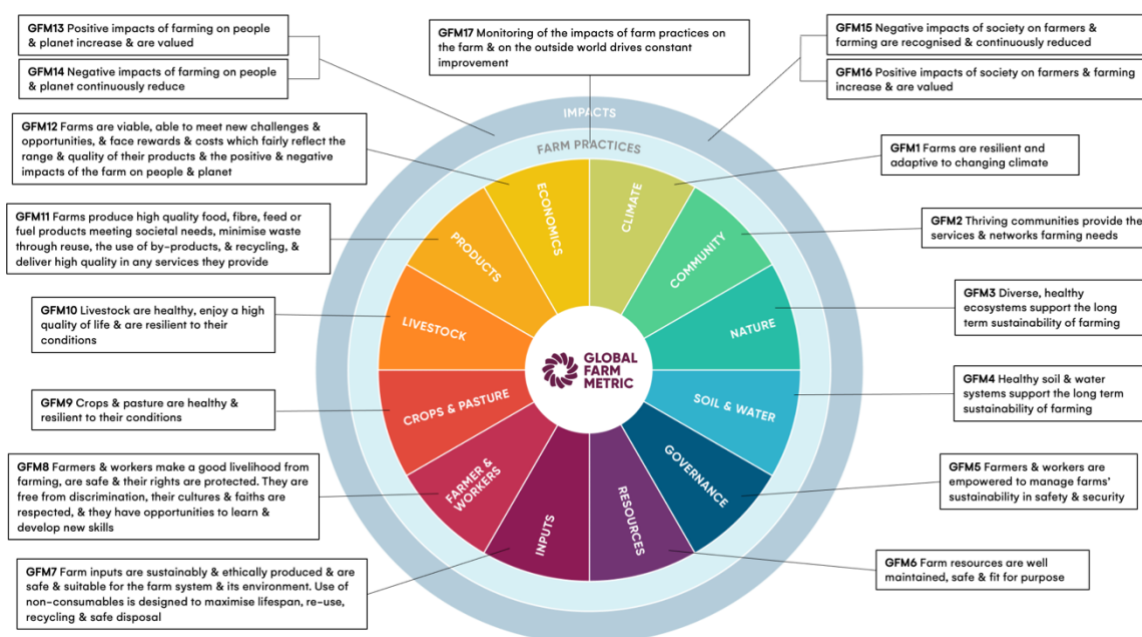 GFM13 Positive impacts of farming on people
& planet increase & are valued
GFM14 Negative impacts of farming on people
& planet continuously reduce
GFM17 Monitoring of the impacts of farm practices on
the farm & on the outside world drives constant
improvement
GFM15 Negative impacts of society on farmers &
farming are recognised & continuously reduced
GFM16 Positive impacts of society on farmers & farming
increase & are valued
GFM12 Farms are viable, able to meet new challenges &
opportunities, & face rewards & costs which fairly reflect the
range & quality of their products & the positive & negative
impacts of the farm on people & planet
GFM11 Farms produce high quality food, fibre, feed or
fuel products meeting societal needs, minimise waste
through reuse, the use of by-products, & recycling, &
deliver high quality in any services they provide
GFM10 Livestock are healthy, enjoy a high
quality of life & are resilient to their
conditions
GFM9 Crops & pasture are healthy &
resilient to their conditions
GFM8 Farmers & workers make a good livelihood from
farming, are safe & their rights are protected. They are
free from discrimination, their cultures & faiths are
respected, & they have opportunities to learn &
develop new skills
GFM7 Farm inputs are sustainably & ethically produced & are
safe & suitable for the farm system & its environment. Use of
non-consumables is designed to maximise lifespan, re-use,
recycling & safe disposal
IMPACTS
FARM PRACTICES
ECONOMICS
CLIMATE
PRODUCTS
COMMUNITY
LIVESTOCK
NATURE
GLOBAL
FARM
METRIC
CROPS & PASTURE
SOIL & WATER
FARMER &
WORKERS
GOVERNANCE
INPUTS
RESOURCES
GFM1 Farms are resilient and
adaptive to changing climate
GFM2 Thriving communities provide the
services & networks farming needs
GFM3 Diverse, healthy
ecosystems support the long
term sustainability of farming
GFM4 Healthy soil & water
systems support the long term
sustainability of farming
GFM5 Farmers & workers are
empowered to manage farms'
sustainability in safety & security
GFM6 Farm resources are well
maintained, safe & fit for purpose